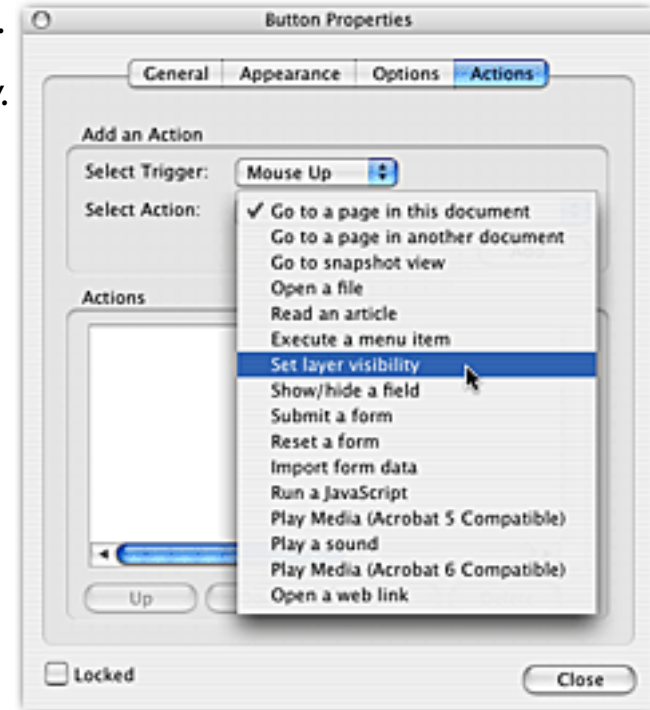 .
y.
Button Properties
General Appearance Options Actions
Add an Action
Select Trigger: Mouse Up
Select Action: ✓ Go to a page in this document
Go to a page in another document
Go to snapshot view
Open a file
Actions
Read an article
Execute a menu item
Set layer visibility
Show/hide a field
Submit a form
Reset a form
Import form data
Run a JavaScript
Play Media (Acrobat 5 Compatible)
Play a sound
Play Media (Acrobat 6 Compatible)
Up
Open a web link
Locked
Close